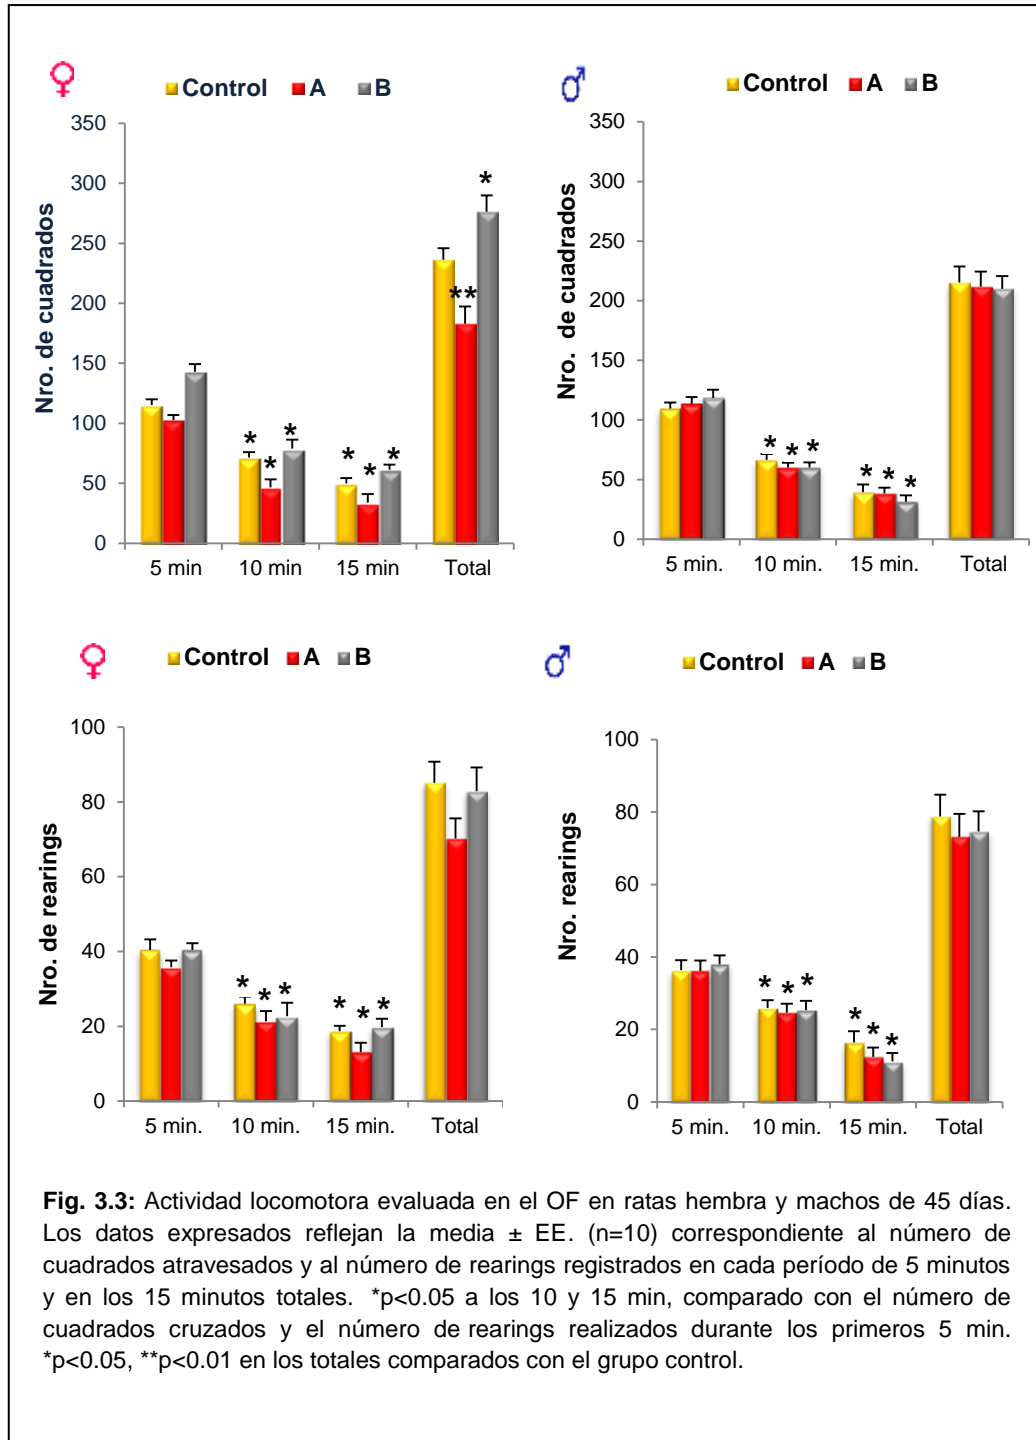 ♀ Control A B
350
300
250
200
150
100
50
0
Nro. de cuadrados
* * * * * * ** *
5 min 10 min 15 min Total
♂ Control A B
350
300
250
200
150
100
50
0
Nro. de cuadrados
* * * * * *
5 min. 10 min. 15 min. Total
♀ Control A B
100
80
60
40
20
0
Nro. de rearings
* * * * * *
5 min. 10 min. 15 min. Total
♂ Control A B
100
80
60
40
20
0
Nro. rearings
* * * * * *
5 min. 10 min. 15 min. Total
Fig. 3.3: Actividad locomotora evaluada en el OF en ratas hembra y machos de 45 días.
Los datos expresados reflejan la media ± EE. (n=10) correspondiente al número de
cuadrados atravesados y al número de rearings registrados en cada período de 5 minutos
y en los 15 minutos totales. *p<0.05 a los 10 y 15 min, comparado con el número de
cuadrados cruzados y el número de rearings realizados durante los primeros 5 min.
*p<0.05, **p<0.01 en los totales comparados con el grupo control.